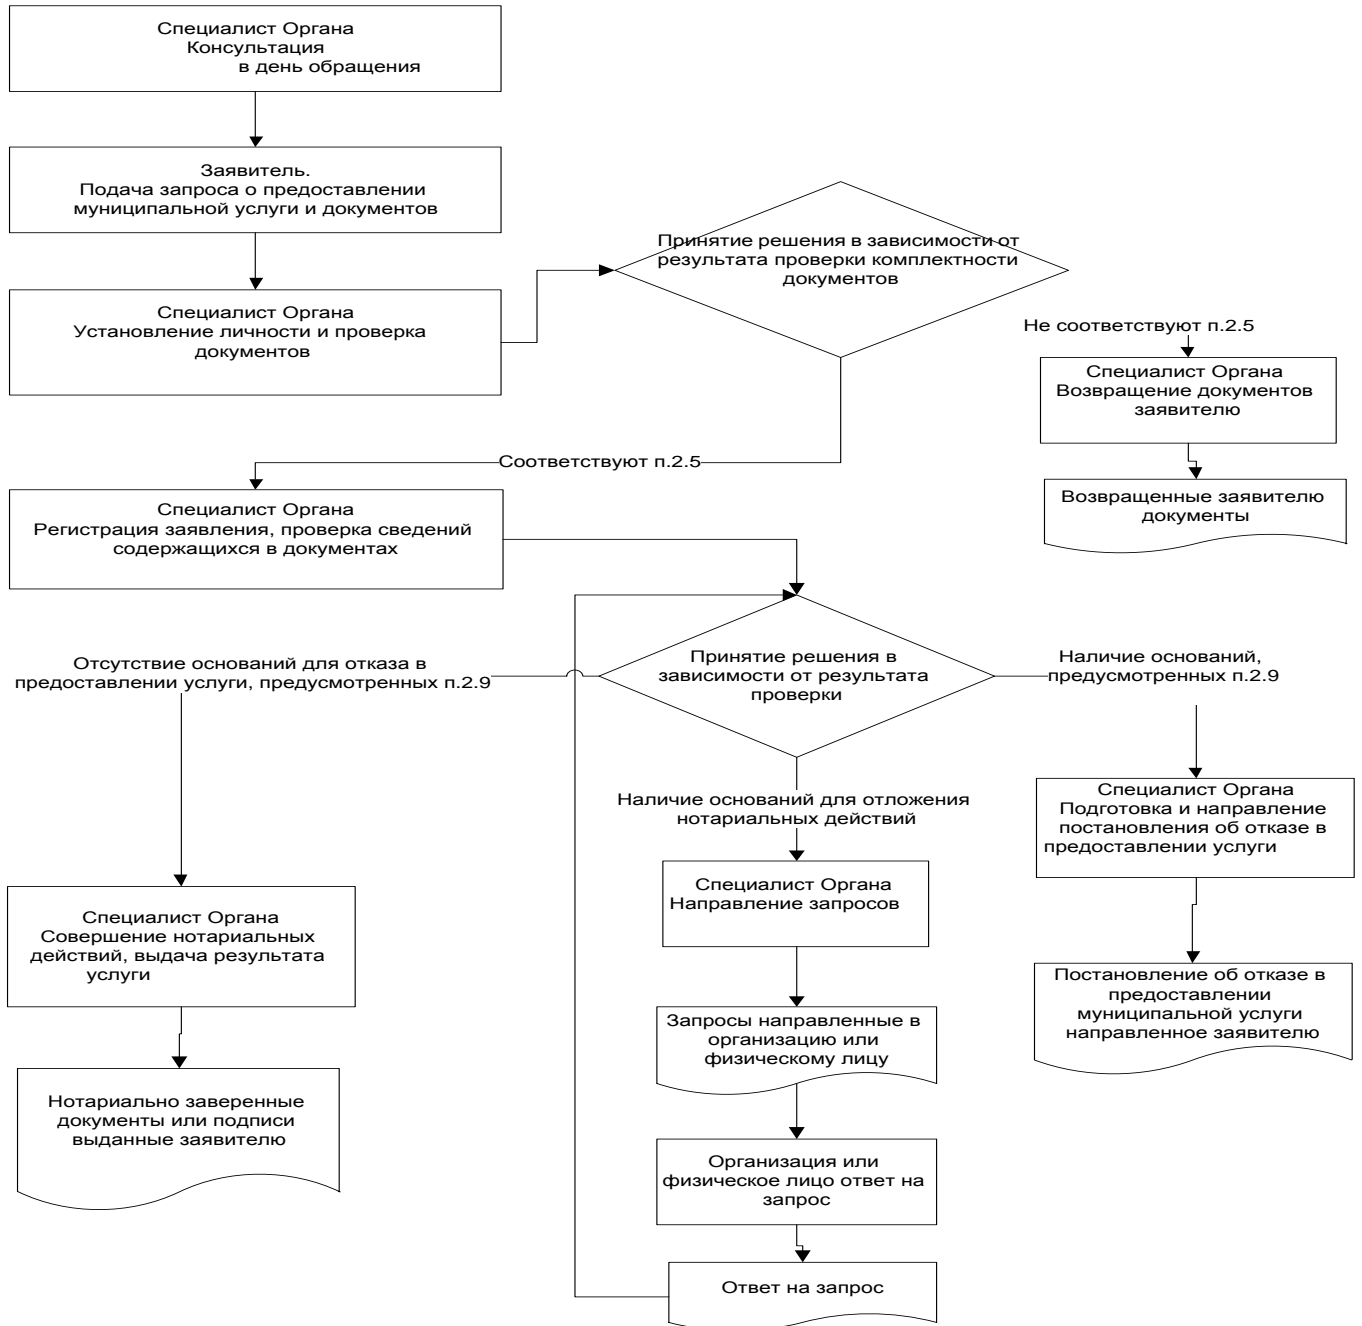 Специалист Органа
Консультация
в день обращения
Заявитель.
Подача запроса о предоставлении
муниципальной услуги и документов
Специалист Органа
Установление личности и проверка
документов
Принятие решения в зависимости от
результата проверки комплектности
документов
Не соответствуют п.2.5
Специалист Органа
Возвращение документов
заявителю
Возвращенные заявителю
документы
Соответствуют п.2.5
Специалист Органа
Регистрация заявления, проверка сведений
содержащихся в документах
Принятие решения в
зависимости от результата
проверки
Отсутствие оснований для отказа в
предоставлении услуги, предусмотренных п.2.9
Наличие оснований,
предусмотренных п.2.9
Наличие оснований для отложения
нотариальных действий
Специалист Органа
Подготовка и направление
постановления об отказе в
предоставлении услуги
Специалист Органа
Направление запросов
Специалист Органа
Совершение нотариальных
действий, выдача результата
услуги
Постановление об отказе в
предоставлении
муниципальной услуги
направленное заявителю
Запросы направленные в
организацию или
физическому лицу
Нотариально заверенные
документы или подписи
выданные заявителю
Организация или
физическое лицо ответ на
запрос
Ответ на запрос